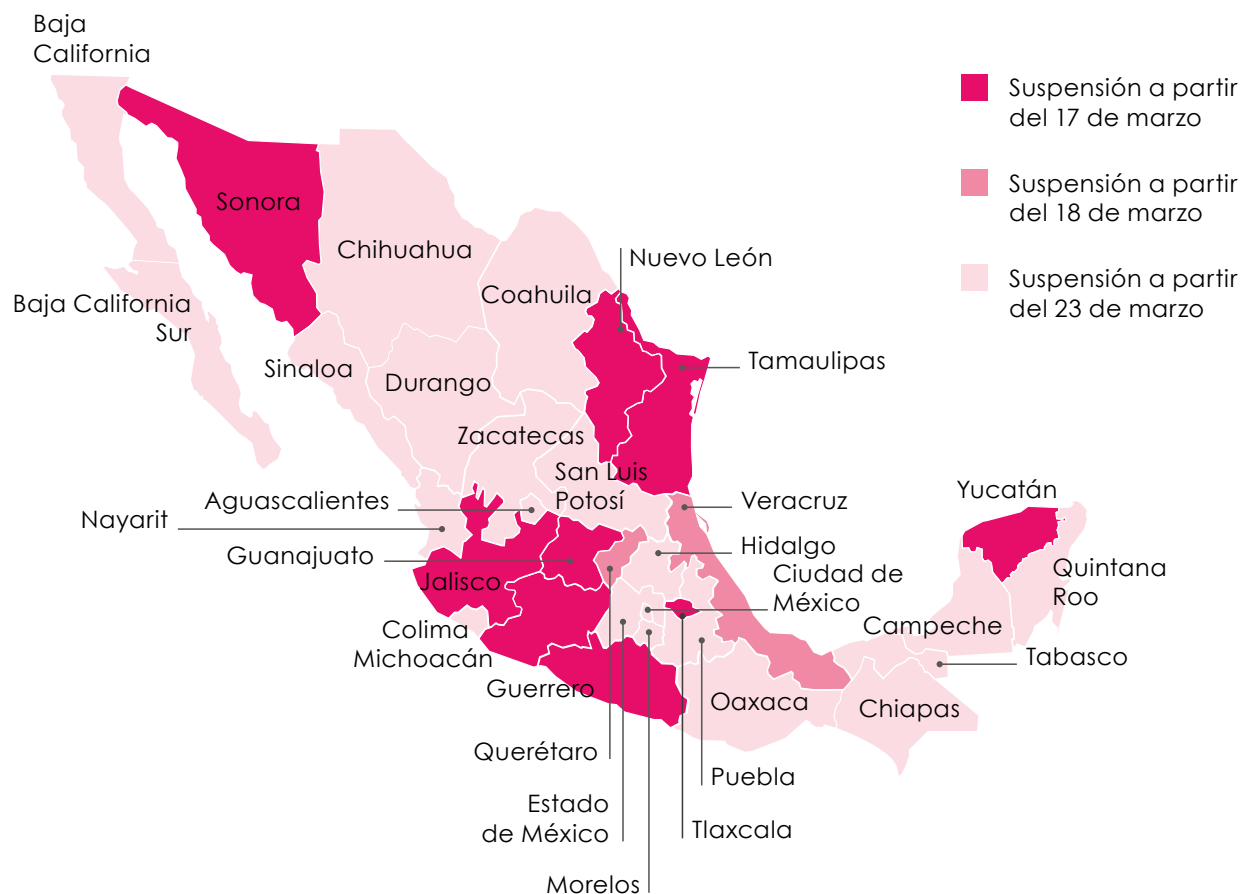 Baja
California
Suspensión a partir
del 17 de marzo
Suspensión a partir
del 18 de marzo
Suspensión a partir
del 23 de marzo
Sonora
Chihuahua
Nuevo León
Coahuila
Baja California
Sur
Tamaulipas
Sinaloa
Durango
Zacatecas
San Luis
Potosí
Aguascalientes
Nayarit
Veracruz
Yucatán
Guanajuato
Hidalgo
Ciudad de
México
Jalisco
Quintana
Roo
Colima
Michoacán
Campeche
Tabasco
Guerrero
Oaxaca
Chiapas
Querétaro
Puebla
Estado
de México
Tlaxcala
Morelos